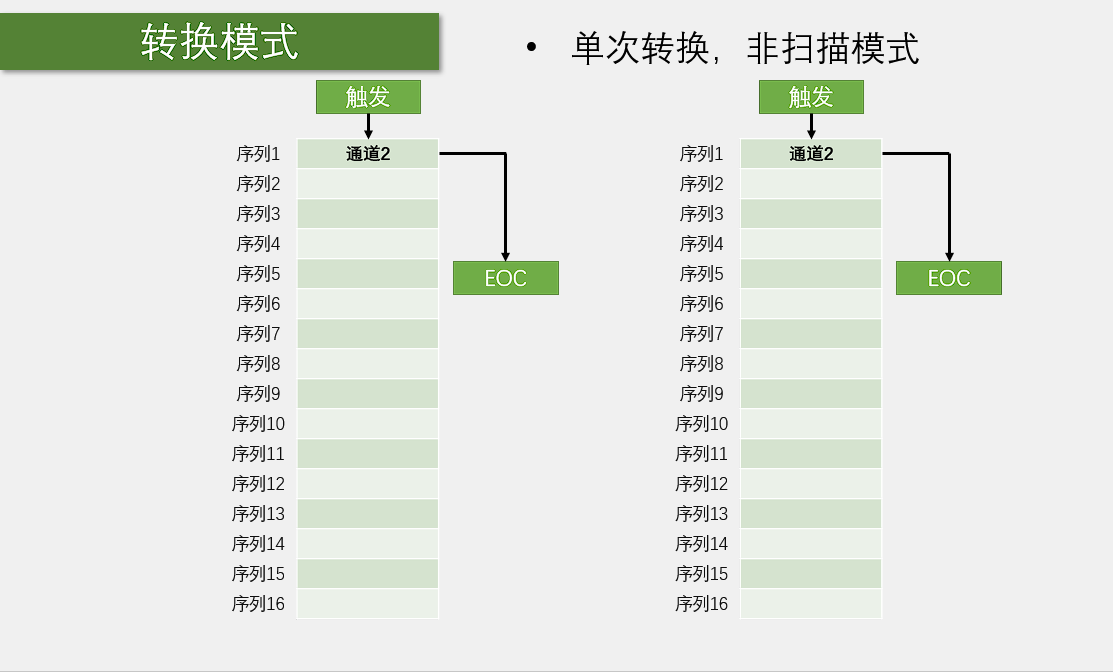 转换模式
• 单次转换，非扫描模式
触发
序列1 通道2
序列2
序列3
序列4
序列5
序列6
序列7
序列8
序列9
序列10
序列11
序列12
序列13
序列14
序列15
序列16
EOC
触发
序列1 通道2
序列2
序列3
序列4
序列5
序列6
序列7
序列8
序列9
序列10
序列11
序列12
序列13
序列14
序列15
序列16
EOC